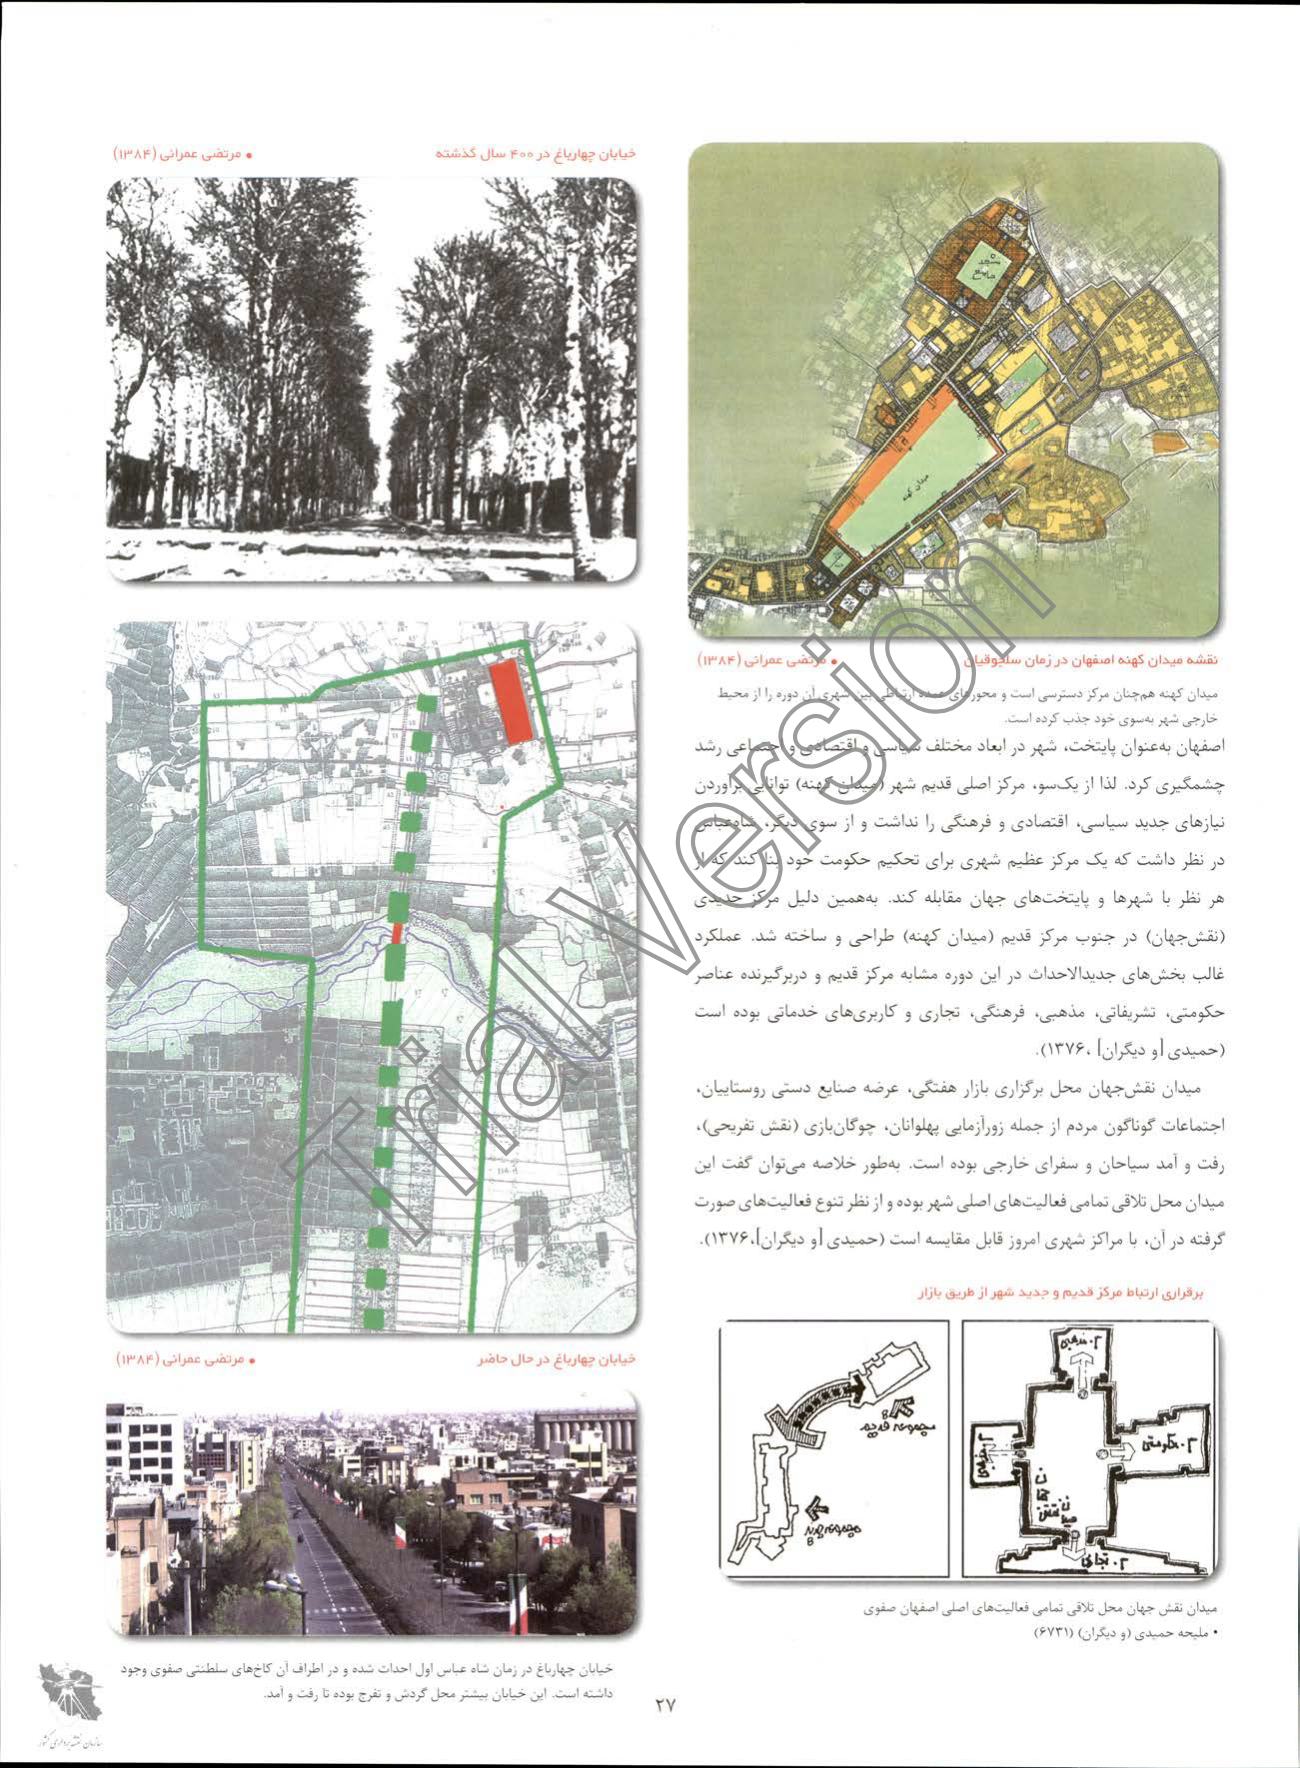 نقشه میدان کهنه اصفهان در زمان سلجوقیان • مرتضی عمرانی (۱۳۸۴)
میدان کهنه هم‌چنان مرکز دسترسی است و محورهای عمده ارتباطی بین شهری آن دوره را از محیط
خارجی شهر به‌سوی خود جذب کرده است.
اصفهان به‌عنوان پایتخت، شهر در ابعاد مختلف سیاسی و اقتصادی و اجتماعی رشد
چشمگیری کرد. لذا از یک‌سو، مرکز اصلی قدیم شهر (میدان کهنه) توانایی برآوردن
نیازهای جدید سیاسی، اقتصادی و فرهنگی را نداشت و از سوی دیگر، شاه‌عباس
در نظر داشت که یک مرکز عظیم شهری برای تحکیم حکومت خود بنا کند که از
هر نظر با شهرها و پایتخت‌های جهان مقابله کند. به‌همین دلیل مرکز جدیدی
(نقش‌جهان) در جنوب مرکز قدیم (میدان کهنه) طراحی و ساخته شد. عملکرد
غالب بخش‌های جدیدالاحداث در این دوره مشابه مرکز قدیم و دربرگیرنده عناصر
حکومتی، تشریفاتی، مذهبی، فرهنگی، تجاری و کاربری‌های خدماتی بوده است
(حمیدی [و دیگران] ،۱۳۷۶).
میدان نقش‌جهان محل برگزاری بازار هفتگی، عرضه صنایع دستی روستاییان،
اجتماعات گوناگون مردم از جمله زورآزمایی پهلوانان، چوگان‌بازی (نقش تفریحی)،
رفت و آمد سیاحان و سفرای خارجی بوده است. به‌طور خلاصه می‌توان گفت این
میدان محل تلاقی تمامی فعالیت‌های اصلی شهر بوده و از نظر تنوع فعالیت‌های صورت
گرفته در آن، با مراکز شهری امروز قابل مقایسه است (حمیدی [و دیگران]،۱۳۷۶).
برقراری ارتباط مرکز قدیم و جدید شهر از طریق بازار
میدان نقش جهان محل تلاقی تمامی فعالیت‌های اصلی اصفهان صفوی
• ملیحه حمیدی (و دیگران) (۶۷۳۱)
خیابان چهارباغ در ۴۰۰ سال گذشته • مرتضی عمرانی (۱۳۸۴)
خیابان چهارباغ در حال حاضر • مرتضی عمرانی (۱۳۸۴)
خیابان چهارباغ در زمان شاه عباس اول احداث شده و در اطراف آن کاخ‌های سلطنتی صفوی وجود
داشته است. این خیابان بیشتر محل گردش و تفرج بوده تا رفت و آمد.
۲۷
سازمان نقشه‌برداری کشور
مسجد
جامع
میدان کهنه
۲. مذهبی
۲. حکومتی
۲. مذهبی
۲. تجاری
مجموعه قدیم
B
مجموعه جدید
B
Trial Version